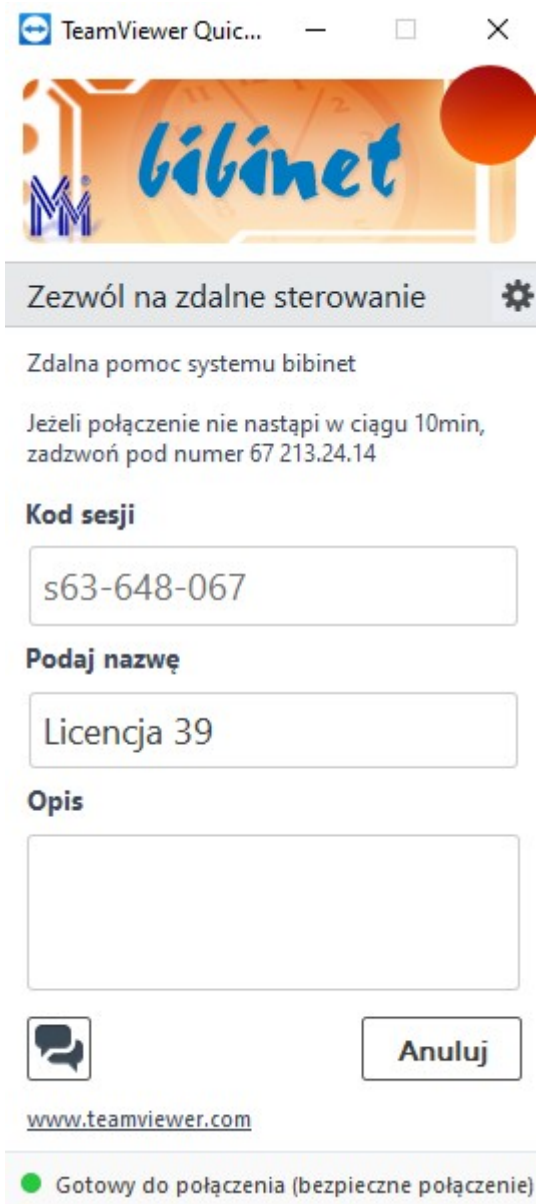 TeamViewer Quic...
bibinet
Zezwól na zdalne sterowanie
Zdalna pomoc systemu bibinet
Jeżeli połączenie nie nastąpi w ciągu 10min,
zadzwoń pod numer 67 213.24.14
Kod sesji
s63-648-067
Podaj nazwę
Licencja 39
Opis
Anuluj
www.teamviewer.com
Gotowy do połączenia (bezpieczne połączenie)